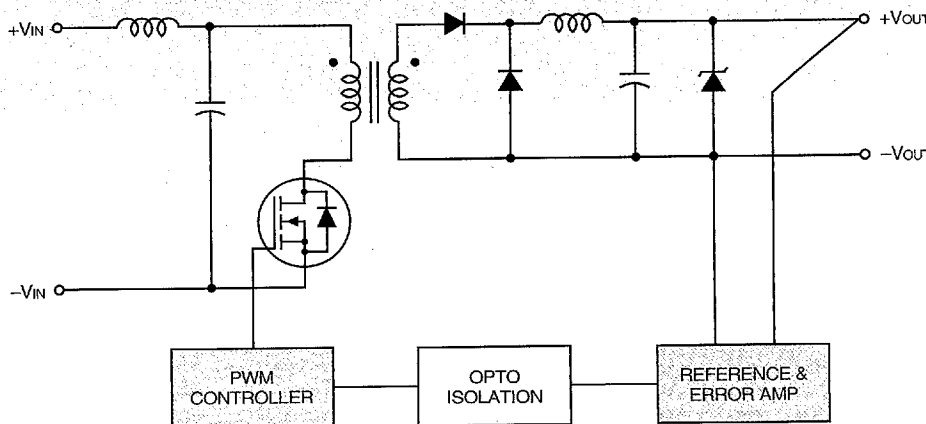 +VIN
+VOUT
−VOUT
−VIN
PWM
CONTROLLER
OPTO
ISOLATION
REFERENCE &
ERROR AMP